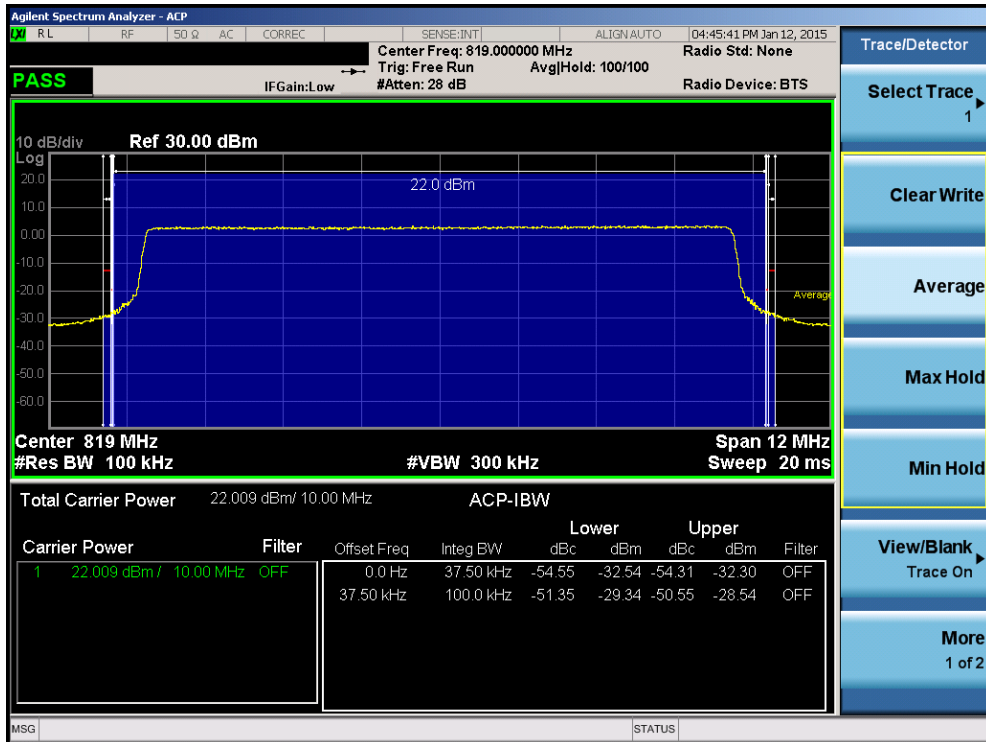 Agilent Spectrum Analyzer - ACP
LXI RL RF 50 Ω AC CORREC SENSE:INT ALIGN AUTO 04:45:41 PM Jan 12, 2015
Center Freq: 819.000000 MHz Radio Std: None
Trig: Free Run Avg|Hold: 100/100
PASS IFGain:Low #Atten: 28 dB Radio Device: BTS
10 dB/div Ref 30.00 dBm
Log
20.0
10.0
0.00
-10.0
-20.0
-30.0
-40.0
-50.0
-60.0
22.0 dBm
Average
Center 819 MHz Span 12 MHz
#Res BW 100 kHz #VBW 300 kHz Sweep 20 ms
Total Carrier Power 22.009 dBm/ 10.00 MHz ACP-IBW
Lower Upper
Carrier Power Filter Offset Freq Integ BW dBc dBm dBc dBm Filter
1 22.009 dBm / 10.00 MHz OFF 0.0 Hz 37.50 kHz -54.55 -32.54 -54.31 -32.30 OFF
37.50 kHz 100.0 kHz -51.35 -29.34 -50.55 -28.54 OFF
MSG STATUS
Trace/Detector
Select Trace
1
Clear Write
Average
Max Hold
Min Hold
View/Blank
Trace On
More
1 of 2